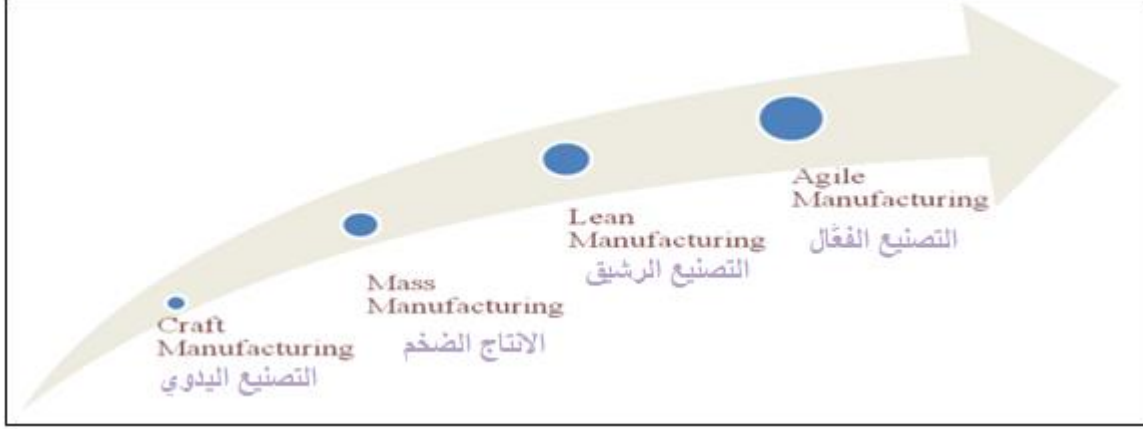 Craft
Manufacturing
التصنيع اليدوي
Mass
Manufacturing
الانتاج الضخم
Lean
Manufacturing
التصنيع الرشيق
Agile
Manufacturing
التصنيع الفعَّال